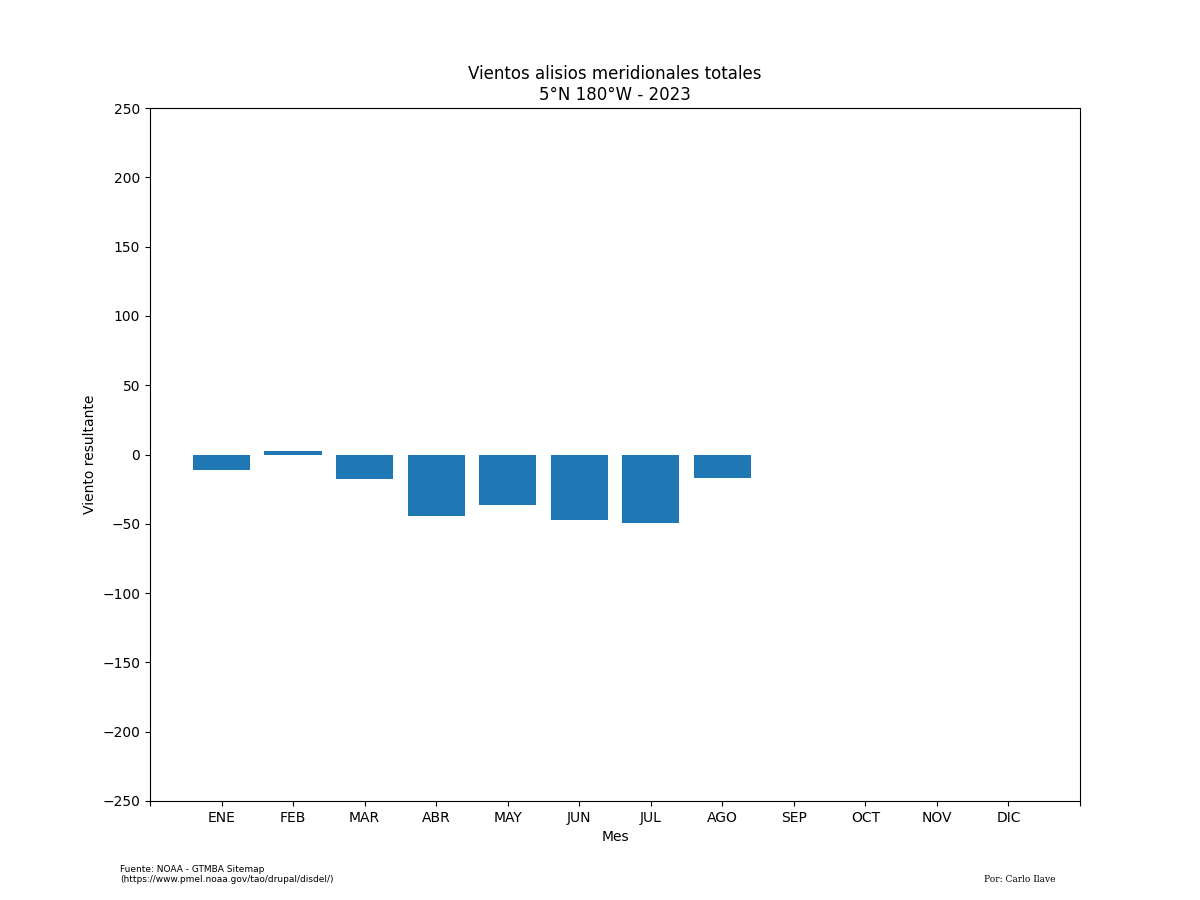 Vientos alisios meridionales totales
5°N 180°W - 2023
250
200
150
100
50
0
−50
−100
−150
−200
−250
Viento resultante
ENE FEB MAR ABR MAY JUN JUL AGO SEP OCT NOV DIC
Mes
Fuente: NOAA - GTMBA Sitemap
(https://www.pmel.noaa.gov/tao/drupal/disdel/)
Por: Carlo Ilave